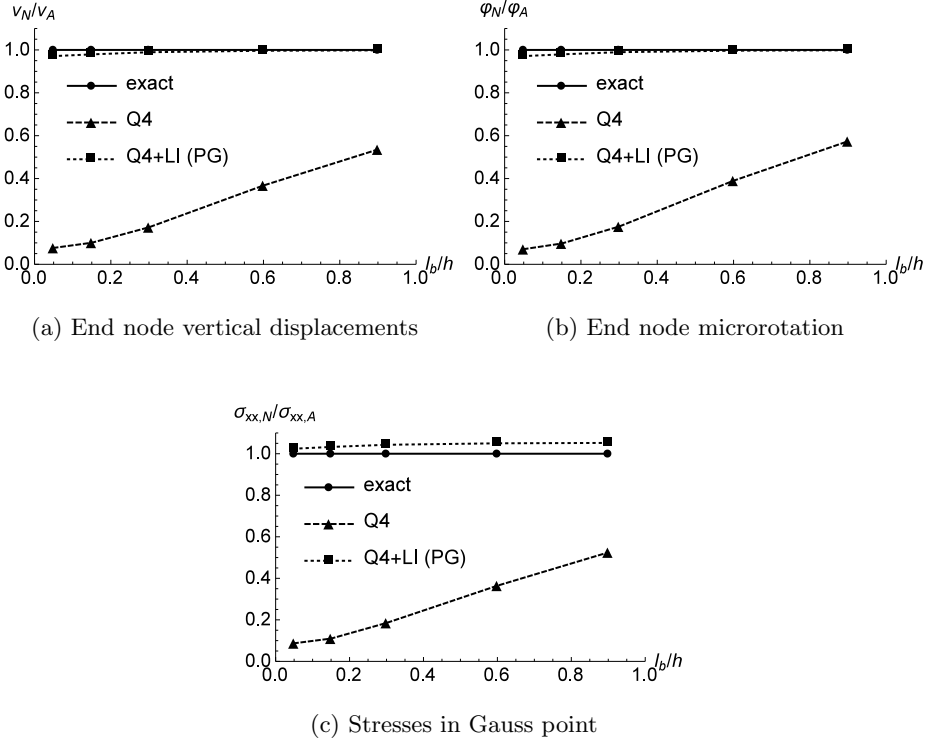 v_N/v_A
1.0
0.8
0.6
0.4
0.2
0.0
exact
Q4
Q4+LI (PG)
0.0 0.2 0.4 0.6 0.8 1.0
l_b/h
(a) End node vertical displacements
φ_N/φ_A
1.0
0.8
0.6
0.4
0.2
0.0
exact
Q4
Q4+LI (PG)
0.0 0.2 0.4 0.6 0.8 1.0
l_b/h
(b) End node microrotation
σ_xx,N/σ_xx,A
1.0
0.8
0.6
0.4
0.2
0.0
exact
Q4
Q4+LI (PG)
0.0 0.2 0.4 0.6 0.8 1.0
l_b/h
(c) Stresses in Gauss point